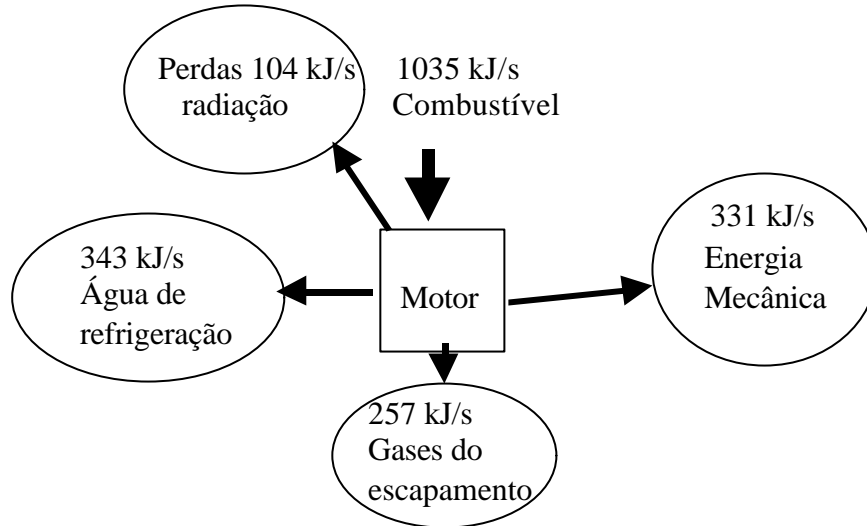 Perdas 104 kJ/s
radiação
1035 kJ/s
Combustível
343 kJ/s
Água de
refrigeração
Motor
331 kJ/s
Energia
Mecânica
257 kJ/s
Gases do
escapamento